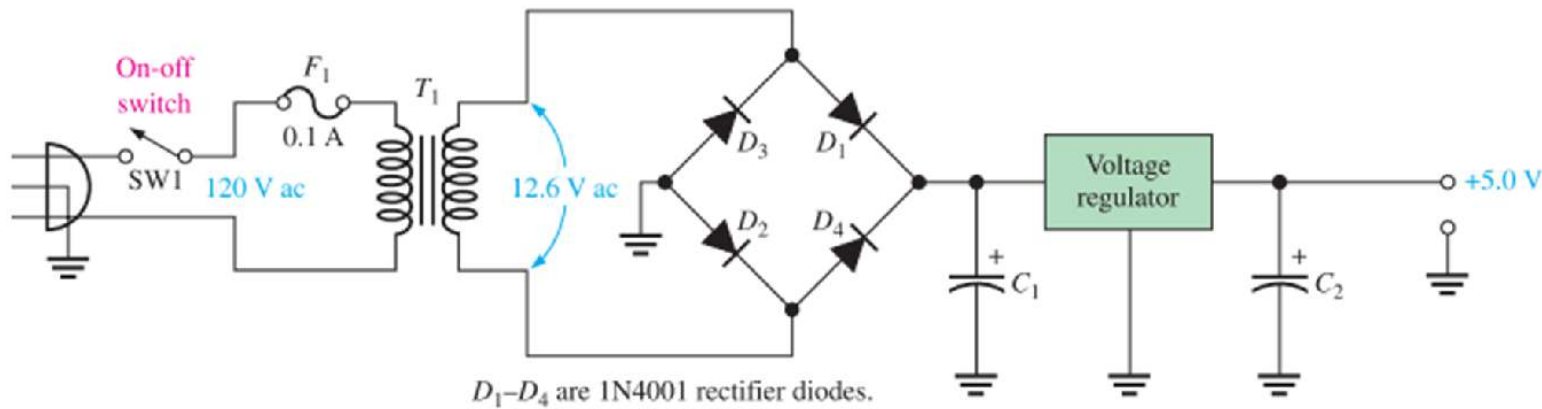 On-off
switch
F1
T1
0.1 A
SW1
120 V ac
12.6 V ac
D3
D1
D2
D4
Voltage
regulator
+5.0 V
+
C1
+
C2
D1–D4 are 1N4001 rectifier diodes.